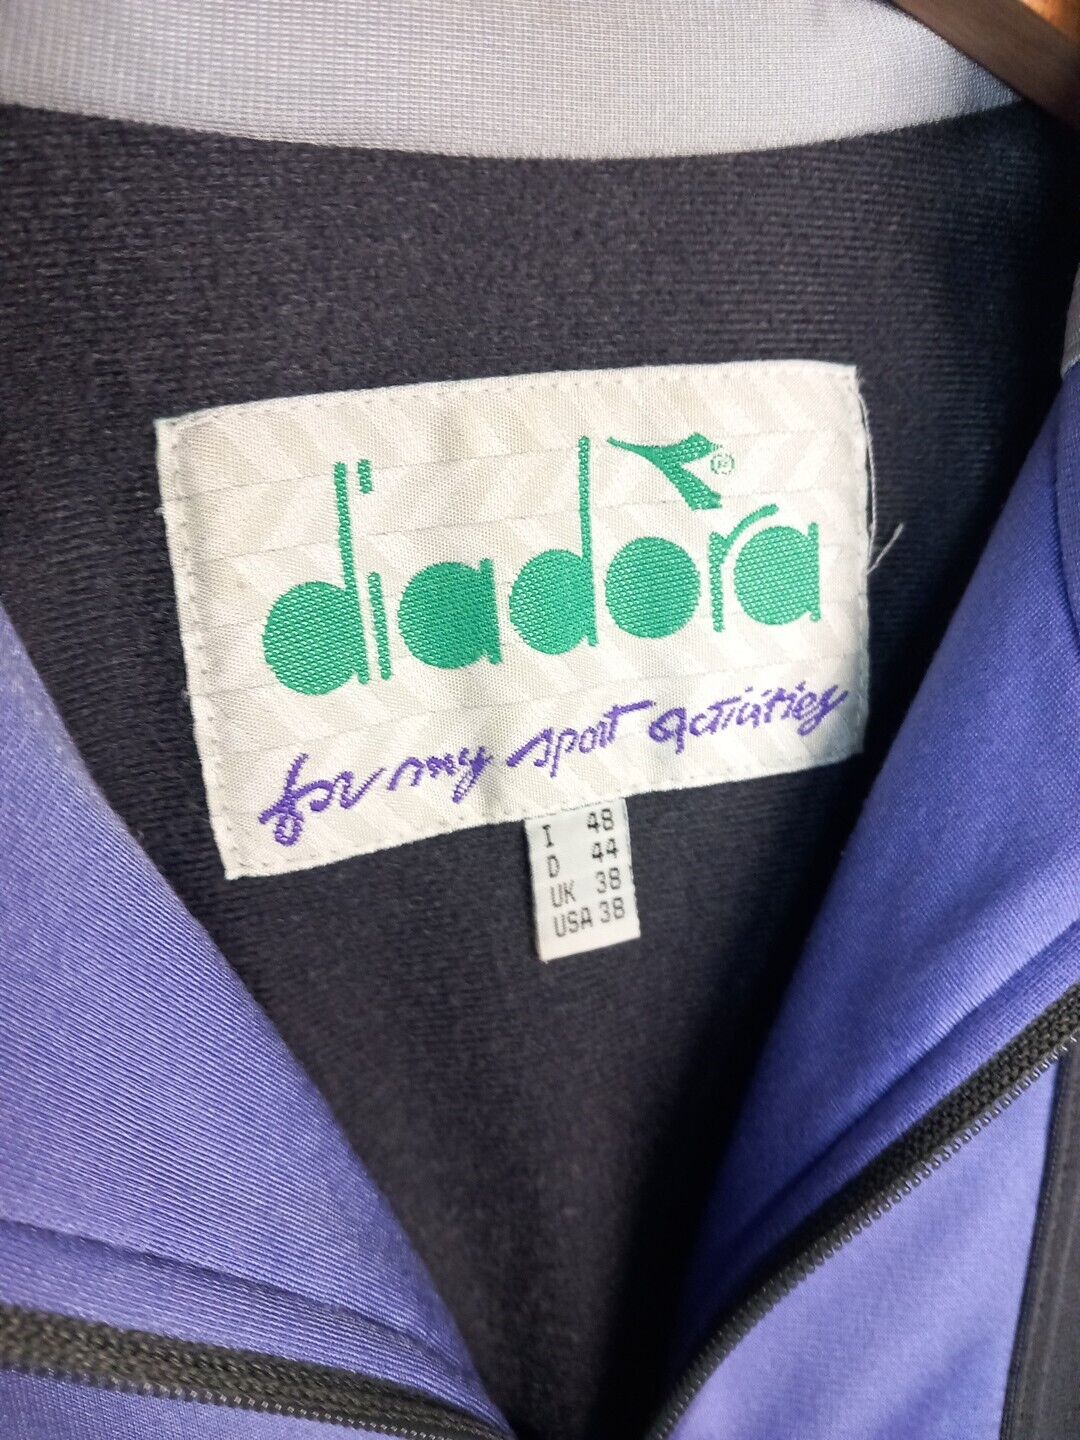 diadora®
for my sport activities
I 48
D 44
UK 38
USA 38